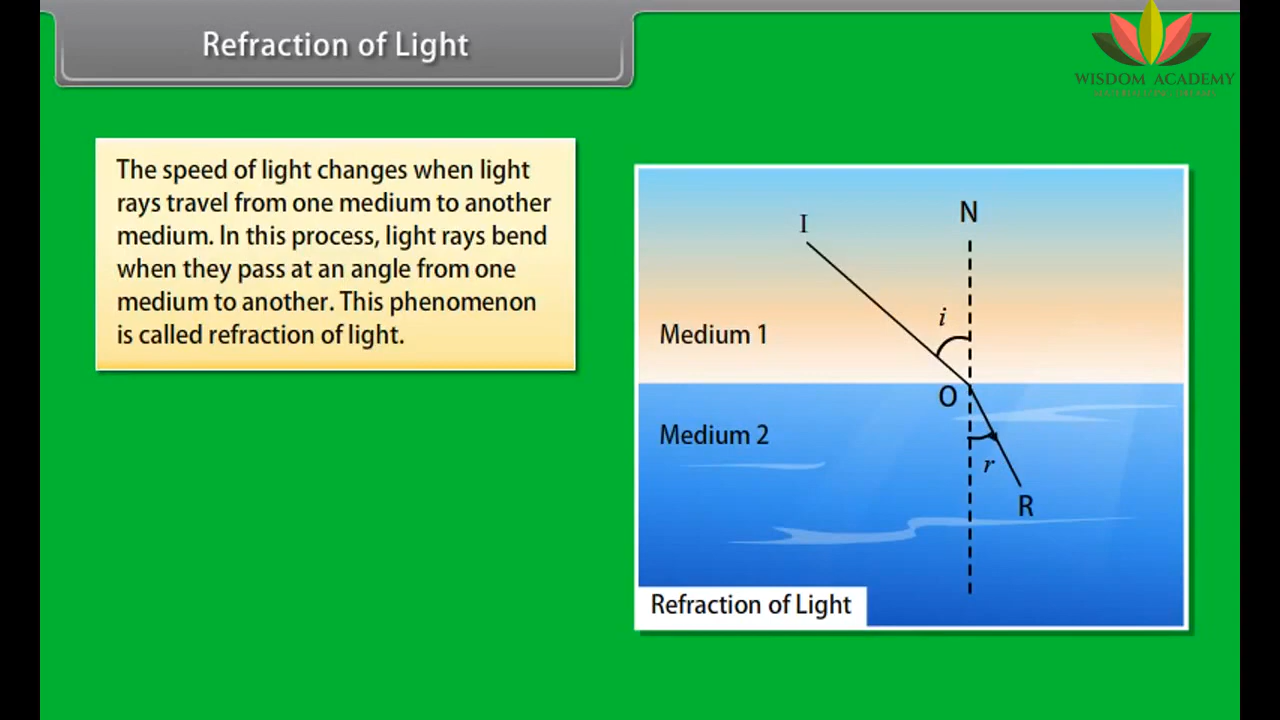 Refraction of Light
WISDOM ACADEMY
The speed of light changes when light
rays travel from one medium to another
medium. In this process, light rays bend
when they pass at an angle from one
medium to another. This phenomenon
is called refraction of light.
N
I
i
Medium 1
O
Medium 2
r
R
Refraction of Light